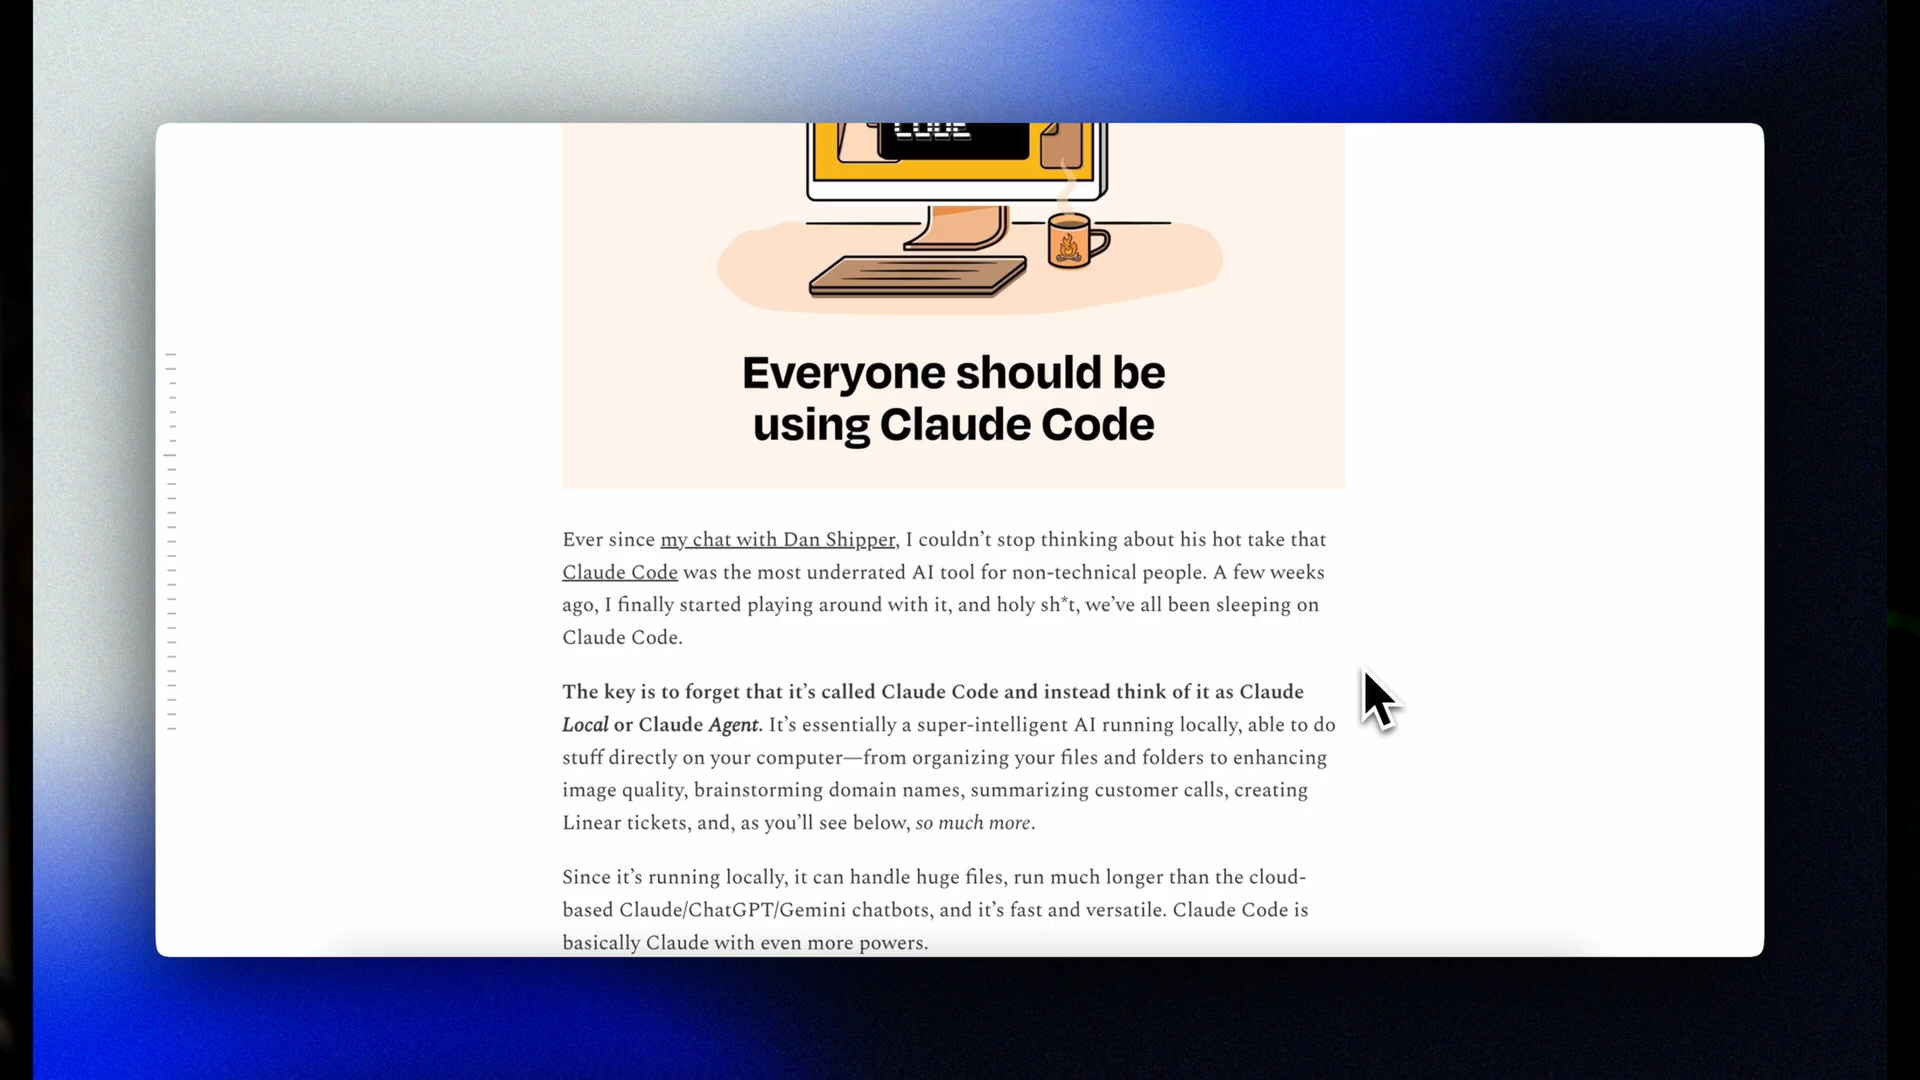 CODE
Everyone should be
using Claude Code
Ever since my chat with Dan Shipper, I couldn’t stop thinking about his hot take that
Claude Code was the most underrated AI tool for non-technical people. A few weeks
ago, I finally started playing around with it, and holy sh*t, we’ve all been sleeping on
Claude Code.
The key is to forget that it’s called Claude Code and instead think of it as Claude
Local or Claude Agent. It’s essentially a super-intelligent AI running locally, able to do
stuff directly on your computer—from organizing your files and folders to enhancing
image quality, brainstorming domain names, summarizing customer calls, creating
Linear tickets, and, as you’ll see below, so much more.
Since it’s running locally, it can handle huge files, run much longer than the cloud-
based Claude/ChatGPT/Gemini chatbots, and it’s fast and versatile. Claude Code is
basically Claude with even more powers.